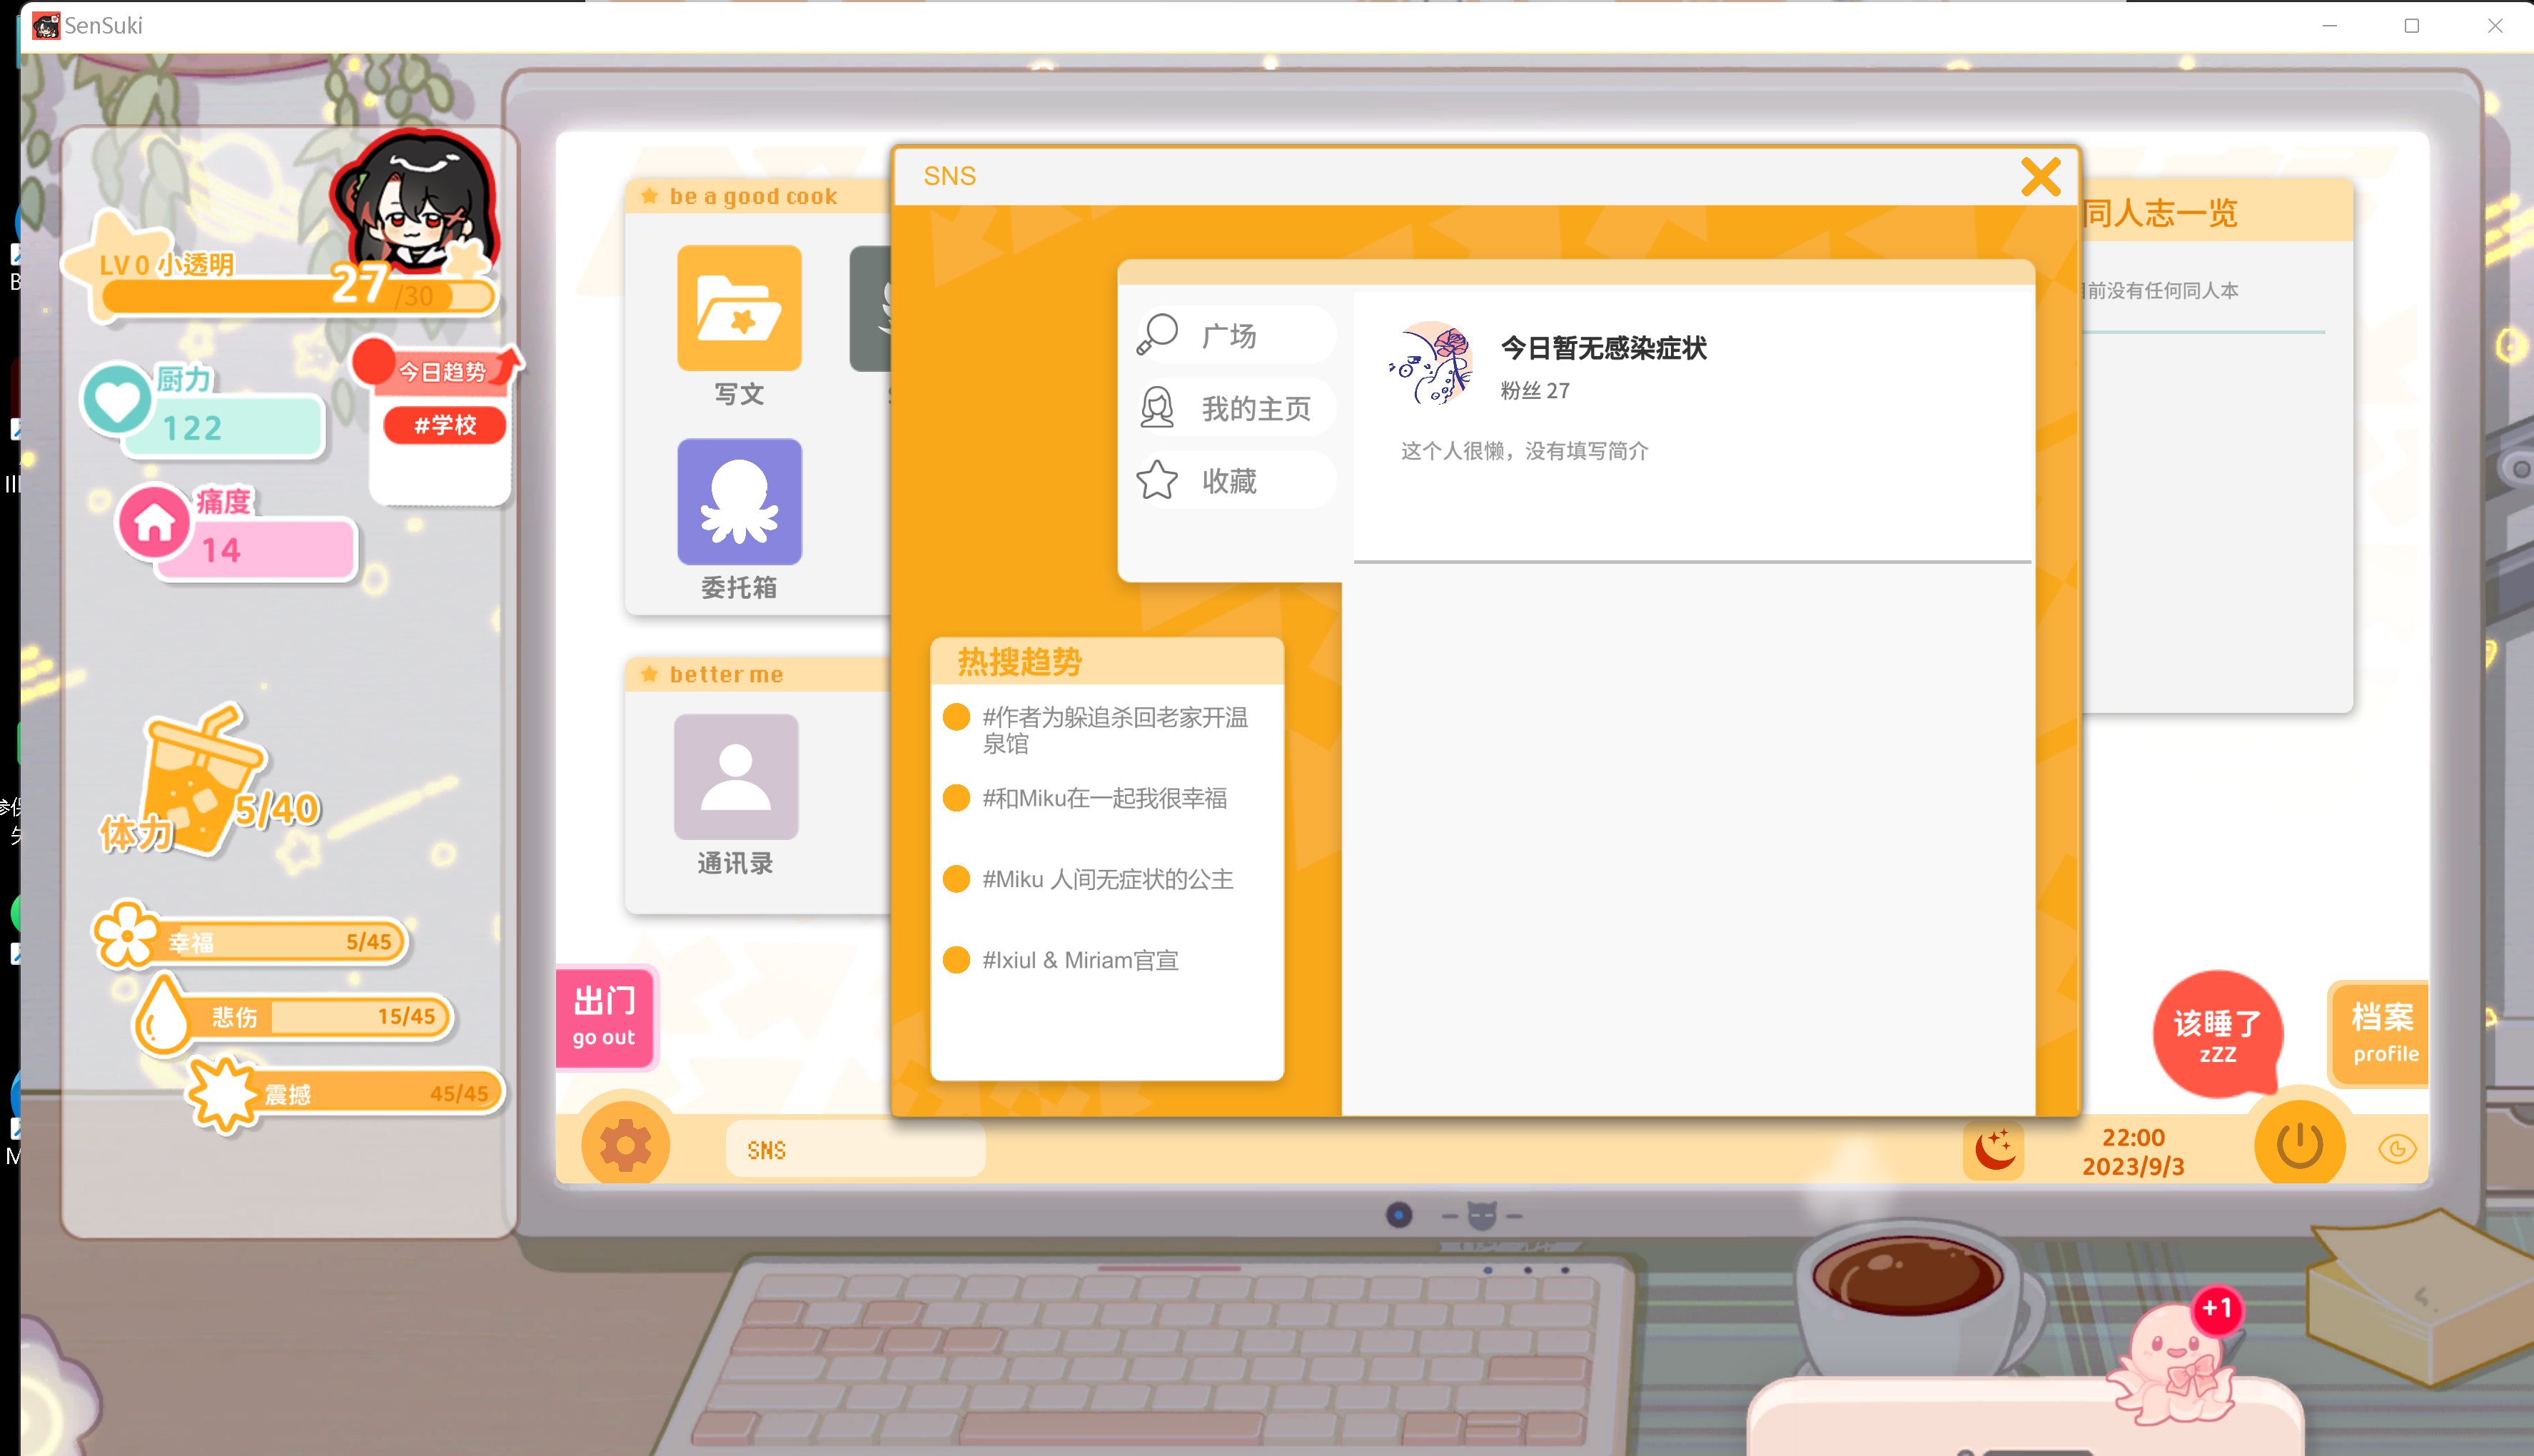 SenSuki
LV 0 小透明
27 /30
厨力
122
今日趋势
#学校
痛度
14
体力
5/40
幸福 5/45
悲伤 15/45
震撼 45/45
be a good cook
写文
委托箱
better me
通讯录
出门
go out
SNS
广场
我的主页
收藏
今日暂无感染症状
粉丝 27
这个人很懒，没有填写简介
热搜趋势
#作者为躲追杀回老家开温
泉馆
#和Miku在一起我很幸福
#Miku 人间无症状的公主
#Ixiul & Miriam官宣
同人志一览
前没有任何同人本
该睡了
zZZ
档案
profile
SNS
22:00
2023/9/3
+1